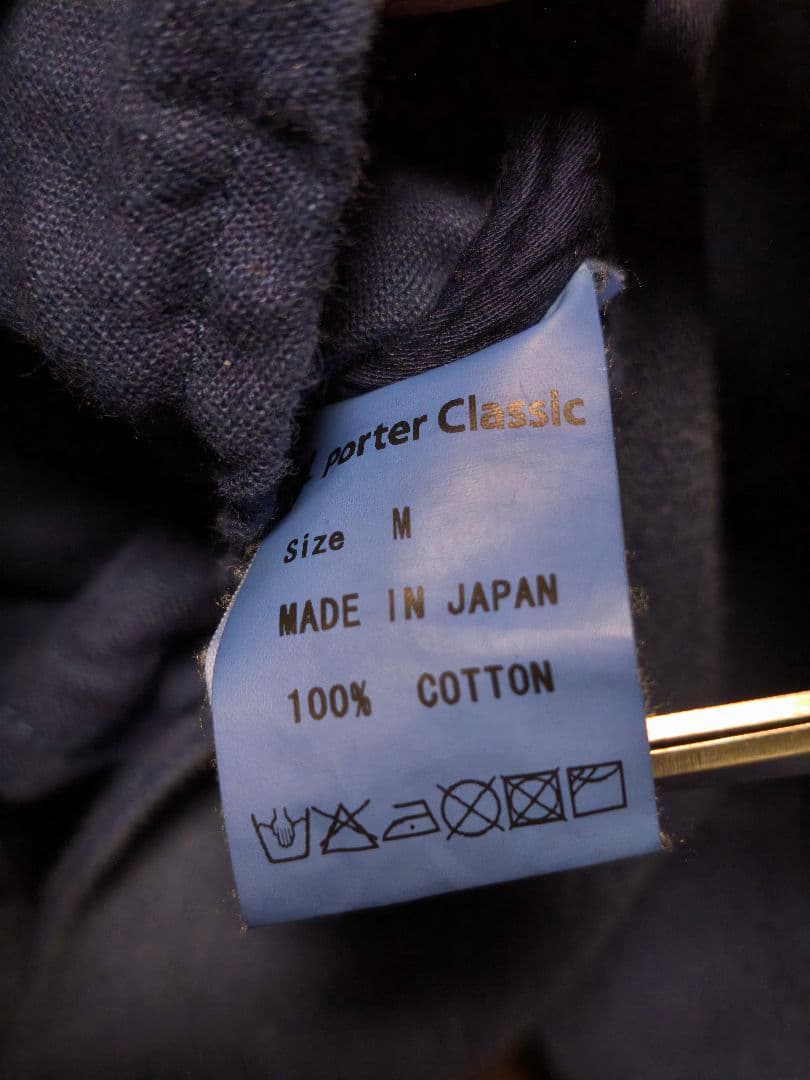 porter Classic
Size M
MADE IN JAPAN
100% COTTON